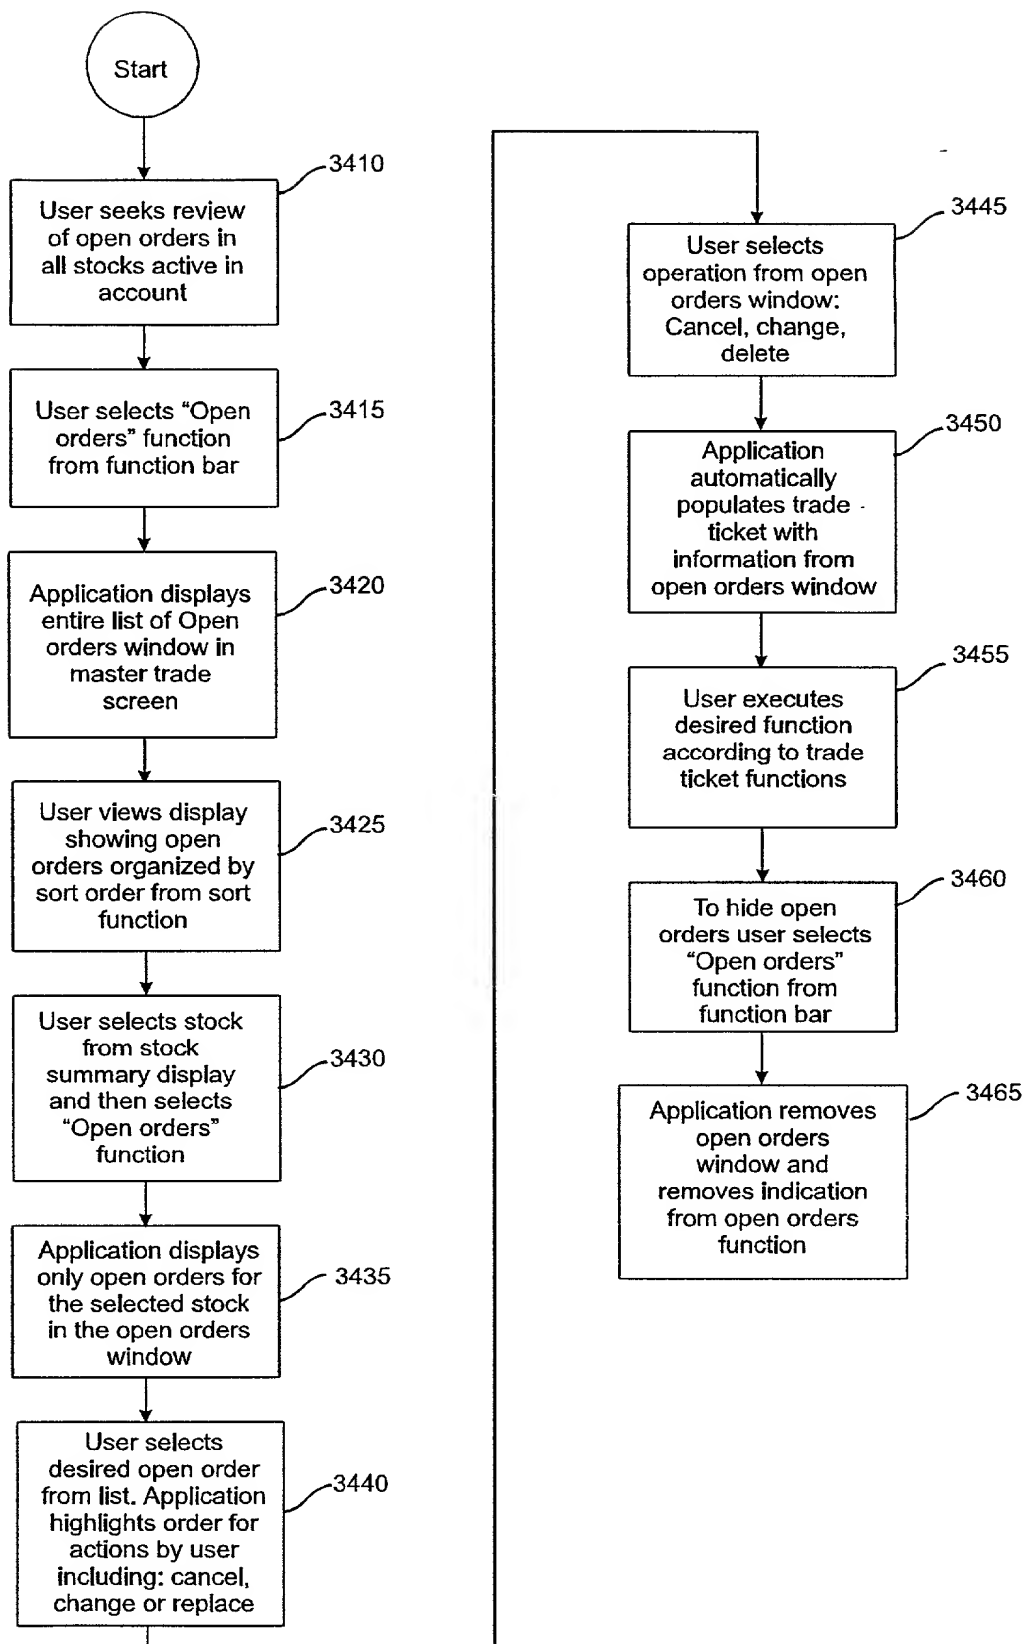 Start
3410
User seeks review
of open orders in
all stocks active in
account
3415
User selects “Open
orders” function
from function bar
3420
Application displays
entire list of Open
orders window in
master trade
screen
3425
User views display
showing open
orders organized by
sort order from sort
function
3430
User selects stock
from stock
summary display
and then selects
“Open orders”
function
3435
Application displays
only open orders for
the selected stock
in the open orders
window
3440
User selects
desired open order
from list. Application
highlights order for
actions by user
including: cancel,
change or replace
3445
User selects
operation from open
orders window:
Cancel, change,
delete
3450
Application
automatically
populates trade
ticket with
information from
open orders window
3455
User executes
desired function
according to trade
ticket functions
3460
To hide open
orders user selects
“Open orders”
function from
function bar
3465
Application removes
open orders
window and
removes indication
from open orders
function